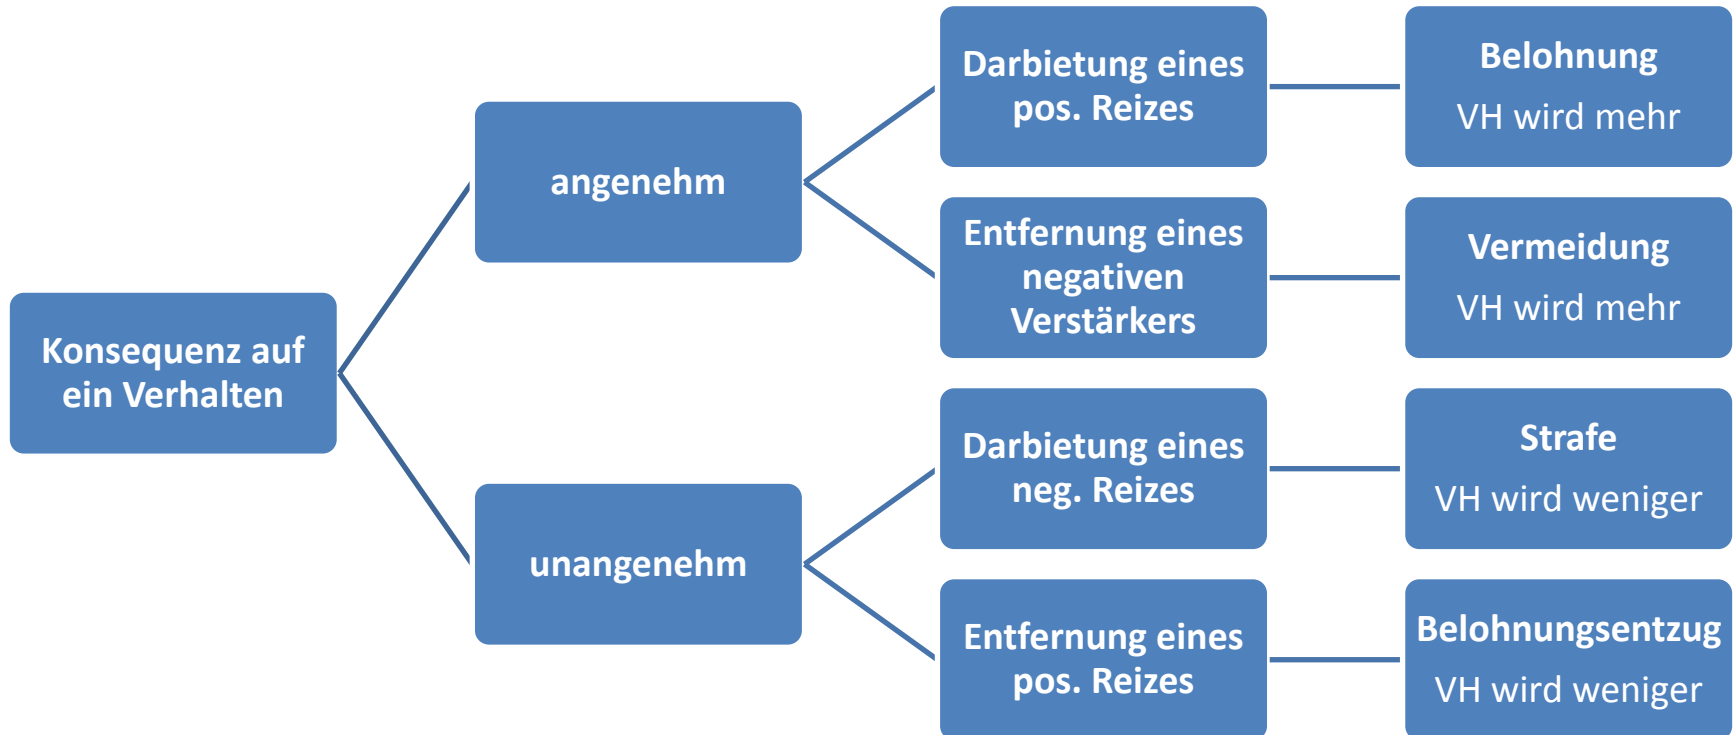 Konsequenz auf
ein Verhalten
angenehm
Darbietung eines
pos. Reizes
Belohnung
VH wird mehr
Entfernung eines
negativen
Verstärkers
Vermeidung
VH wird mehr
unangenehm
Darbietung eines
neg. Reizes
Strafe
VH wird weniger
Entfernung eines
pos. Reizes
Belohnungsentzug
VH wird weniger